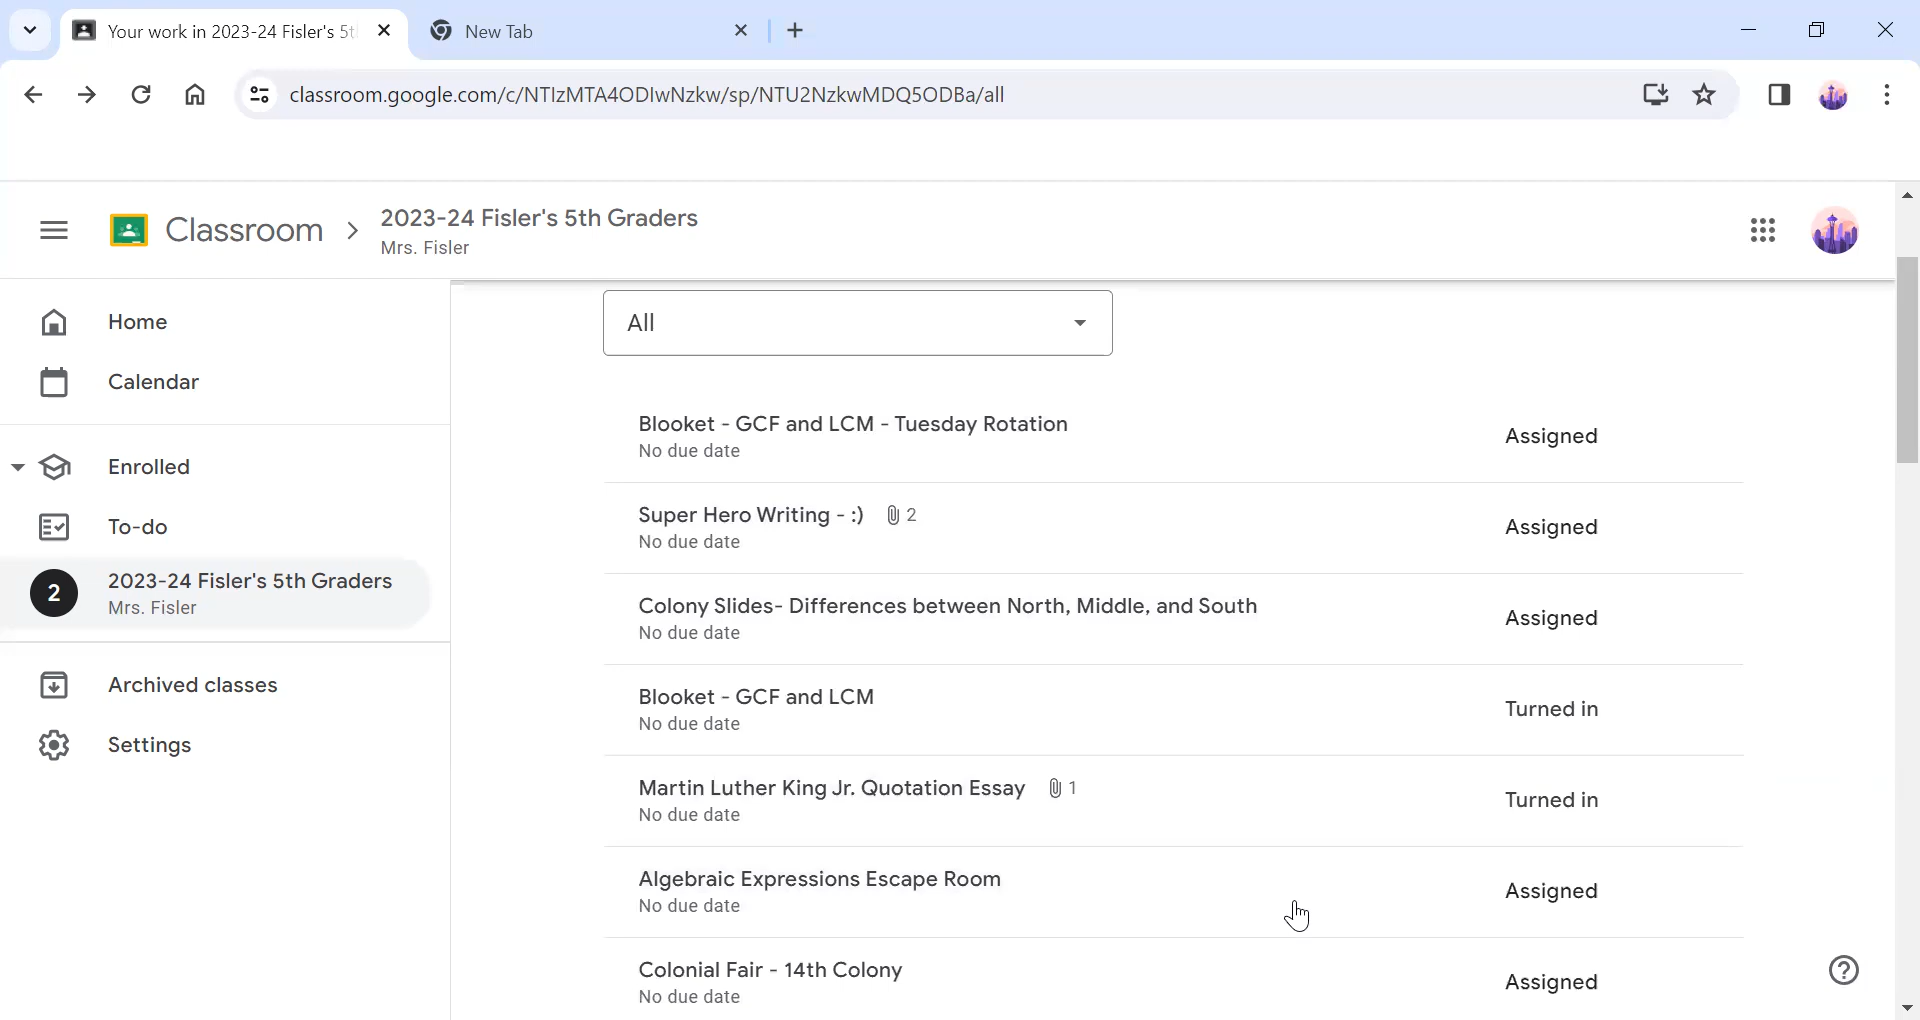 Your work in 2023-24 Fisler's 5t
New Tab
classroom.google.com/c/NTIzMTA4ODIwNzkw/sp/NTU2NzkwMDQ5ODBa/all
Classroom
2023-24 Fisler's 5th Graders
Mrs. Fisler
Home
Calendar
Enrolled
To-do
2
2023-24 Fisler's 5th Graders
Mrs. Fisler
Archived classes
Settings
All
Blooket - GCF and LCM - Tuesday Rotation
No due date
Assigned
Super Hero Writing - :) 2
No due date
Assigned
Colony Slides- Differences between North, Middle, and South
No due date
Assigned
Blooket - GCF and LCM
No due date
Turned in
Martin Luther King Jr. Quotation Essay 1
No due date
Turned in
Algebraic Expressions Escape Room
No due date
Assigned
Colonial Fair - 14th Colony
No due date
Assigned